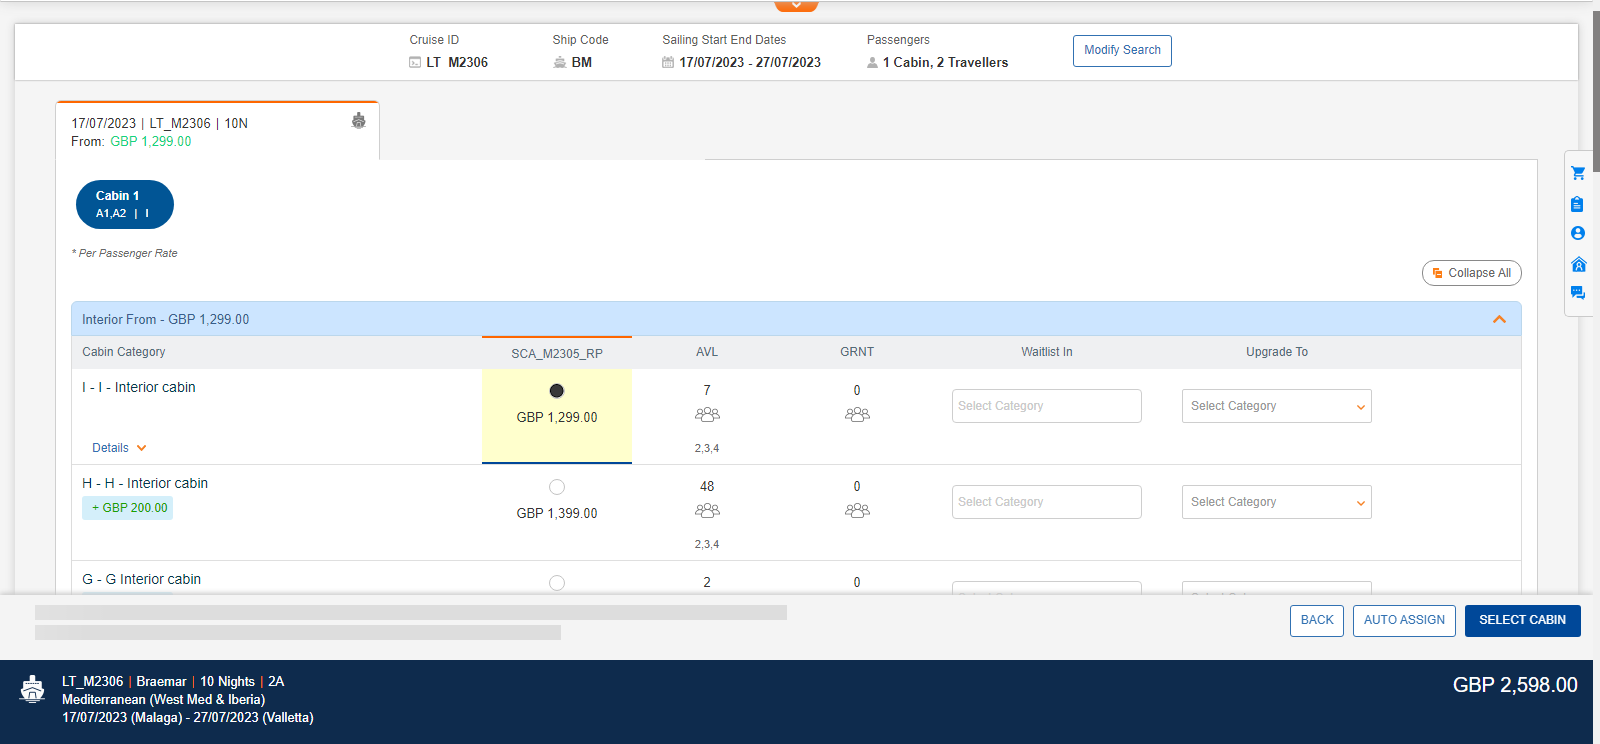 Cruise ID
LT M2306
Ship Code
BM
Sailing Start End Dates
17/07/2023 - 27/07/2023
Passengers
1 Cabin, 2 Travellers
Modify Search
17/07/2023 | LT_M2306 | 10N
From: GBP 1,299.00
Cabin 1
A1,A2 | I
* Per Passenger Rate
Collapse All
Interior From - GBP 1,299.00
Cabin Category SCA_M2305_RP AVL GRNT Waitlist In Upgrade To
I - I - Interior cabin
GBP 1,299.00
7
2,3,4
0
Select Category
Select Category
Details
H - H - Interior cabin
+ GBP 200.00
GBP 1,399.00
48
2,3,4
0
Select Category
Select Category
G - G Interior cabin
2
0
BACK
AUTO ASSIGN
SELECT CABIN
LT_M2306 | Braemar | 10 Nights | 2A
Mediterranean (West Med & Iberia)
17/07/2023 (Malaga) - 27/07/2023 (Valletta)
GBP 2,598.00